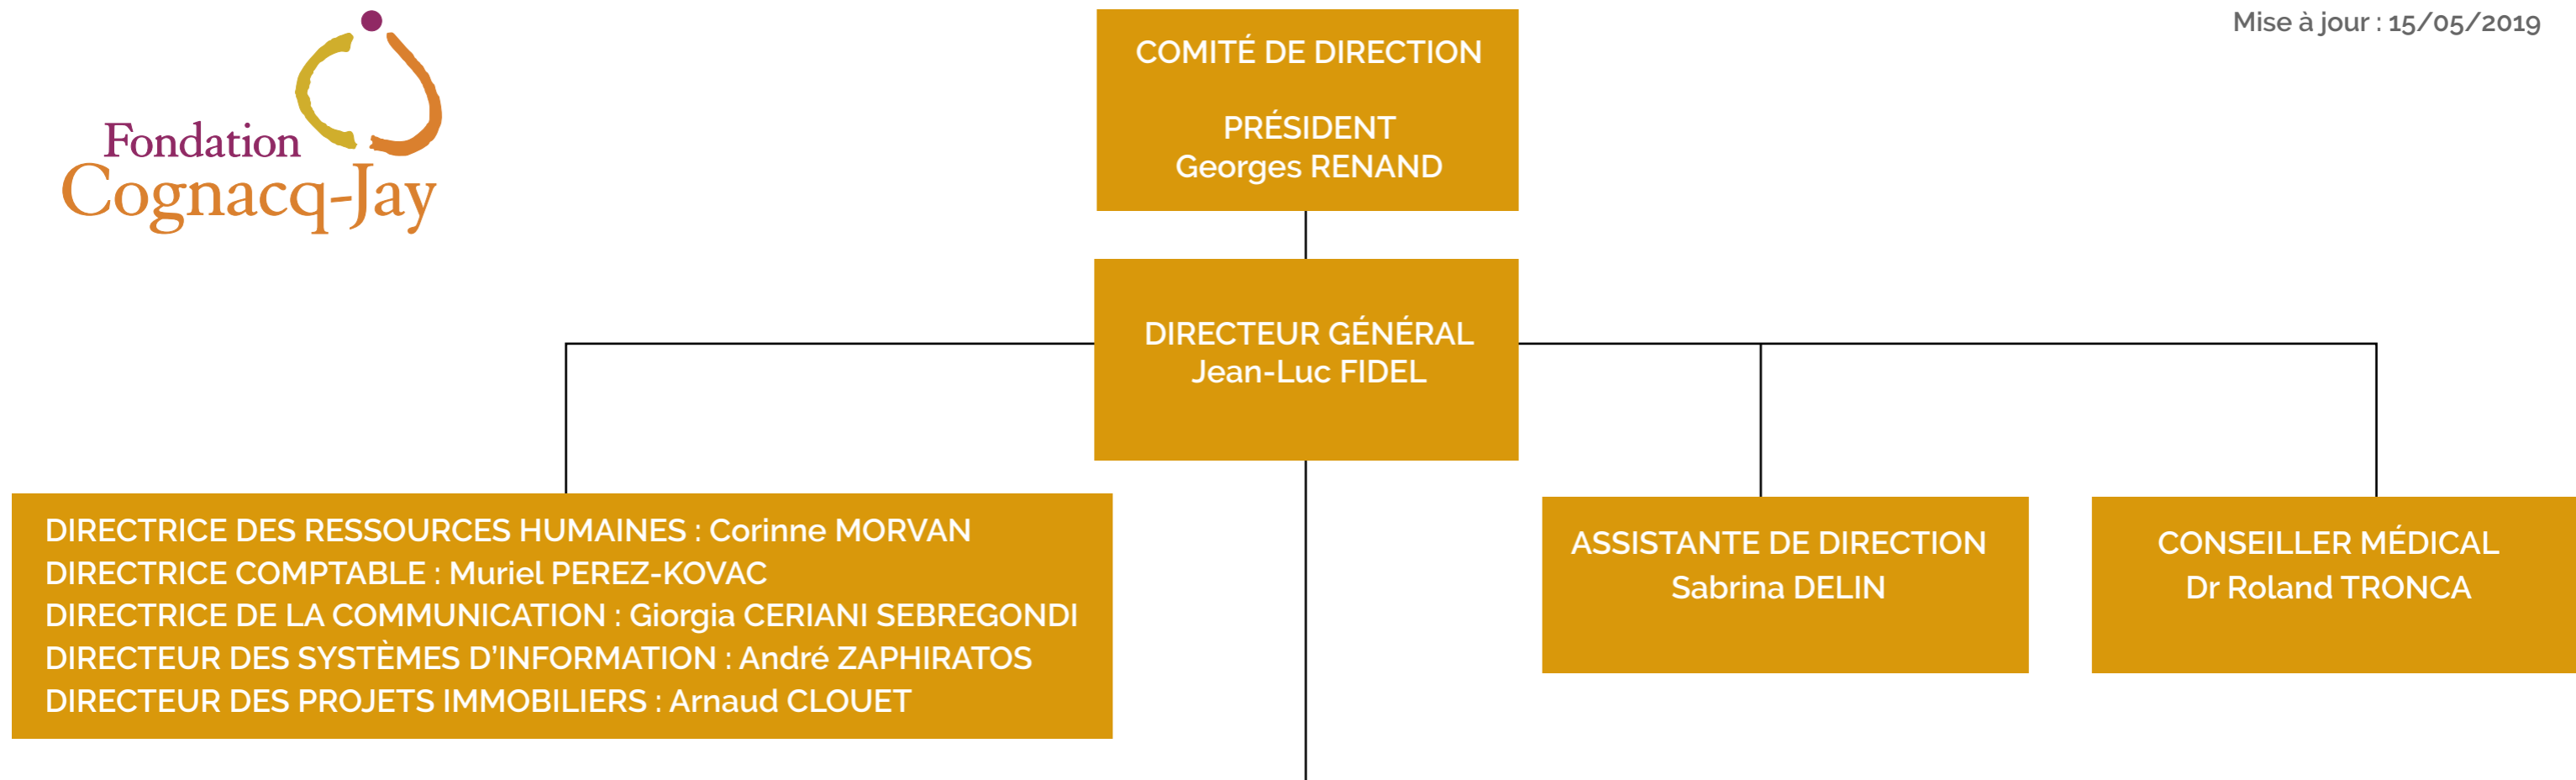 Fondation
Cognacq-Jay
Mise à jour : 15/05/2019
COMITÉ DE DIRECTION
PRÉSIDENT
Georges RENAND
DIRECTEUR GÉNÉRAL
Jean-Luc FIDEL
DIRECTRICE DES RESSOURCES HUMAINES : Corinne MORVAN
DIRECTRICE COMPTABLE : Muriel PEREZ-KOVAC
DIRECTRICE DE LA COMMUNICATION : Giorgia CERIANI SEBREGONDI
DIRECTEUR DES SYSTÈMES D’INFORMATION : André ZAPHIRATOS
DIRECTEUR DES PROJETS IMMOBILIERS : Arnaud CLOUET
ASSISTANTE DE DIRECTION
Sabrina DELIN
CONSEILLER MÉDICAL
Dr Roland TRONCA